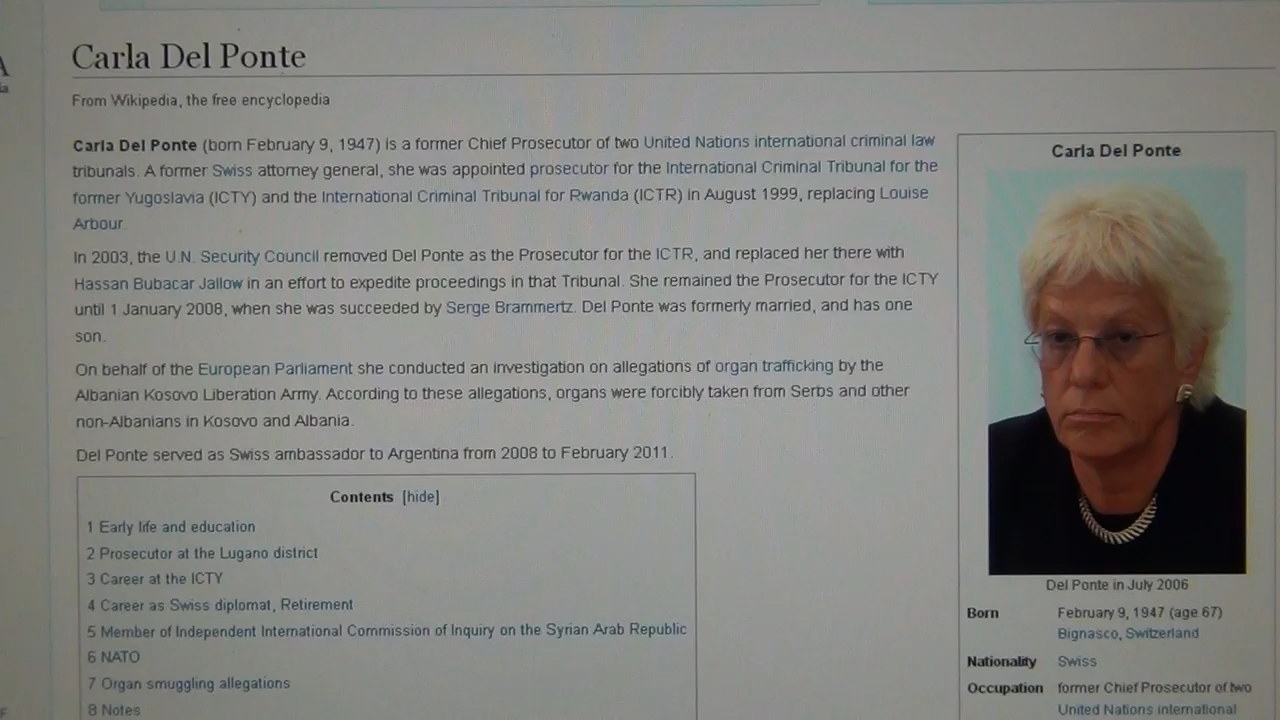 Carla Del Ponte
From Wikipedia, the free encyclopedia
Carla Del Ponte (born February 9, 1947) is a former Chief Prosecutor of two United Nations international criminal law
tribunals. A former Swiss attorney general, she was appointed prosecutor for the International Criminal Tribunal for the
former Yugoslavia (ICTY) and the International Criminal Tribunal for Rwanda (ICTR) in August 1999, replacing Louise
Arbour.
In 2003, the U.N. Security Council removed Del Ponte as the Prosecutor for the ICTR, and replaced her there with
Hassan Bubacar Jallow in an effort to expedite proceedings in that Tribunal. She remained the Prosecutor for the ICTY
until 1 January 2008, when she was succeeded by Serge Brammertz. Del Ponte was formerly married, and has one
son.
On behalf of the European Parliament she conducted an investigation on allegations of organ trafficking by the
Albanian Kosovo Liberation Army. According to these allegations, organs were forcibly taken from Serbs and other
non-Albanians in Kosovo and Albania.
Del Ponte served as Swiss ambassador to Argentina from 2008 to February 2011.
Contents [hide]
1 Early life and education
2 Prosecutor at the Lugano district
3 Career at the ICTY
4 Career as Swiss diplomat, Retirement
5 Member of Independent International Commission of Inquiry on the Syrian Arab Republic
6 NATO
7 Organ smuggling allegations
8 Notes
Carla Del Ponte
Del Ponte in July 2006
Born February 9, 1947 (age 67)
Bignasco, Switzerland
Nationality Swiss
Occupation former Chief Prosecutor of two
United Nations international